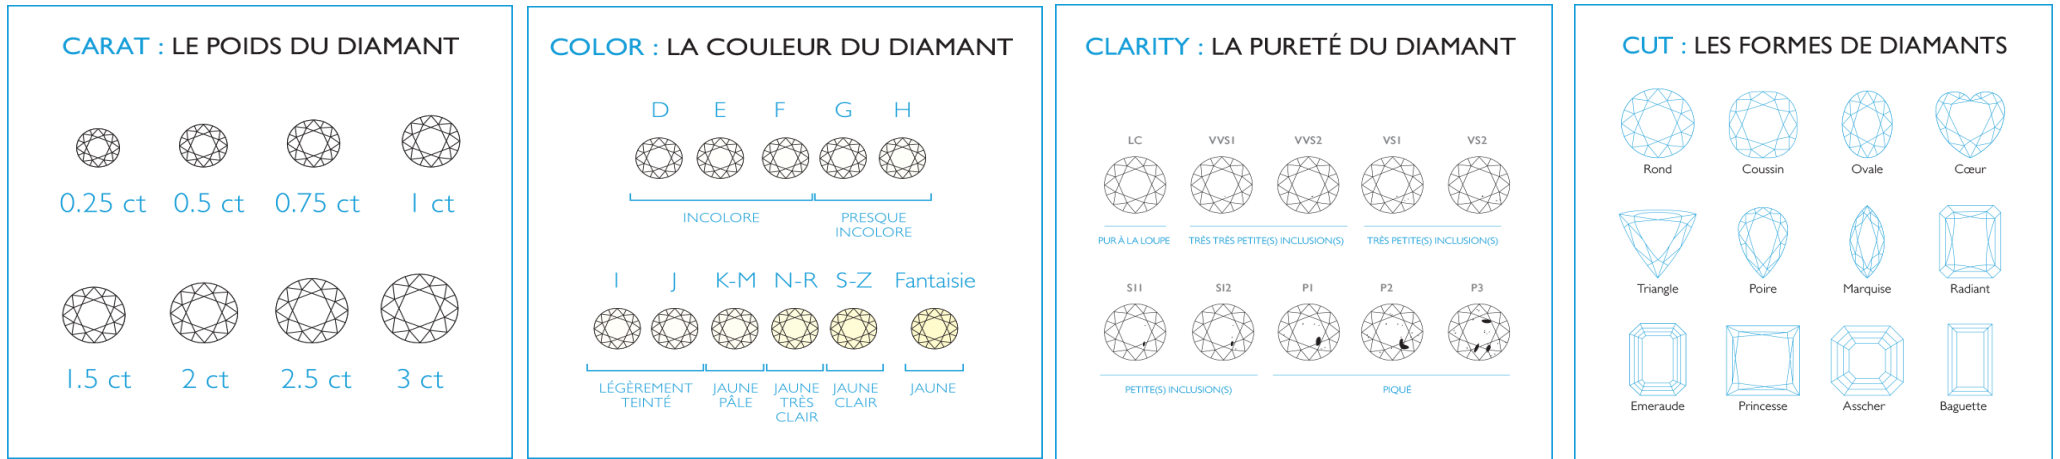 CARAT : LE POIDS DU DIAMANT
0.25 ct 0.5 ct 0.75 ct 1 ct
1.5 ct 2 ct 2.5 ct 3 ct
COLOR : LA COULEUR DU DIAMANT
D E F G H
INCOLORE
PRESQUE
INCOLORE
I J K-M N-R S-Z Fantaisie
LÉGÈREMENT
TEINTÉ
JAUNE
PÂLE
JAUNE
TRÈS
CLAIR
JAUNE
CLAIR
JAUNE
CLARITY : LA PURETÉ DU DIAMANT
LC VVS1 VVS2 VS1 VS2
PUR À LA LOUPE TRÈS TRÈS PETITE(S) INCLUSION(S) TRÈS PETITE(S) INCLUSION(S)
SI1 SI2 P1 P2 P3
PETITE(S) INCLUSION(S) PIQUÉ
CUT : LES FORMES DE DIAMANTS
Rond Coussin Ovale Cœur
Triangle Poire Marquise Radiant
Emeraude Princesse Asscher Baguette